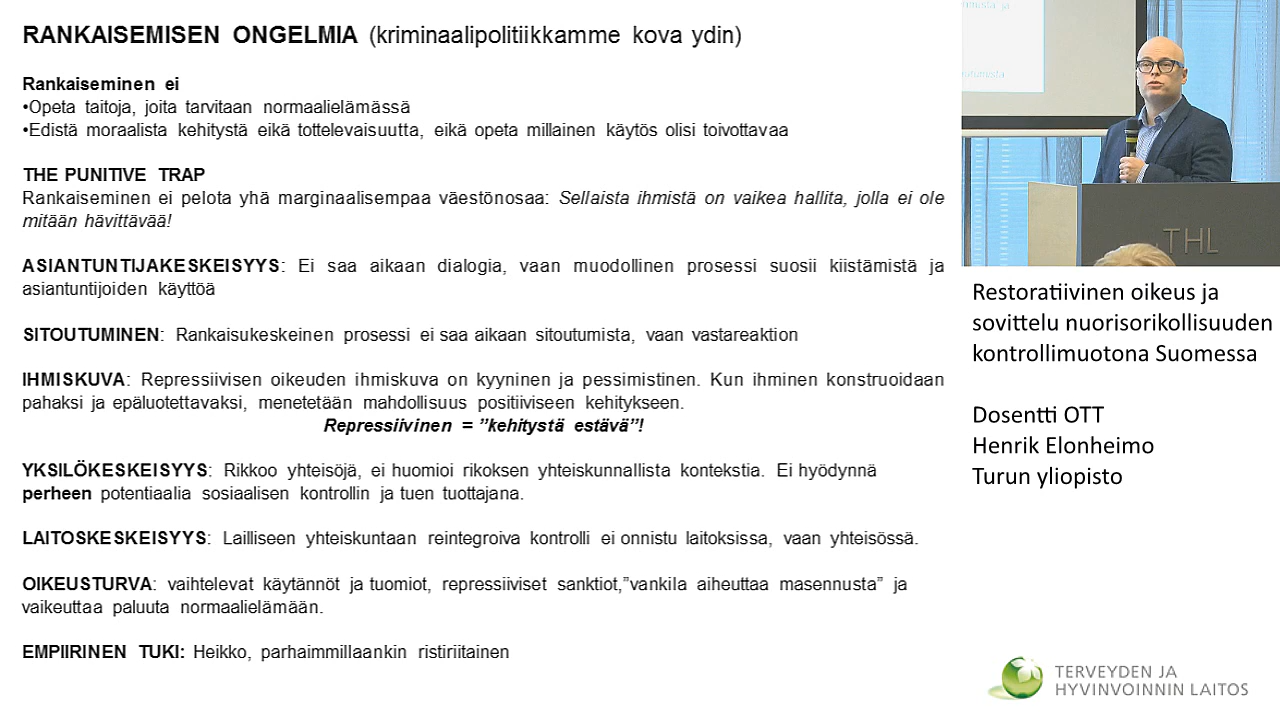 RANKAISEMISEN ONGELMIA (kriminaalipolitiikkamme kova ydin)
Rankaiseminen ei
•Opeta taitoja, joita tarvitaan normaalielämässä
•Edistä moraalista kehitystä eikä tottelevaisuutta, eikä opeta millainen käytös olisi toivottavaa
THE PUNITIVE TRAP
Rankaiseminen ei pelota yhä marginaalisempaa väestönosaa: Sellaista ihmistä on vaikea hallita, jolla ei ole
mitään hävittävää!
ASIANTUNTIJAKESKEISYYS: Ei saa aikaan dialogia, vaan muodollinen prosessi suosii kiistämistä ja
asiantuntijoiden käyttöä
SITOUTUMINEN: Rankaisukeskeinen prosessi ei saa aikaan sitoutumista, vaan vastareaktion
IHMISKUVA: Repressiivisen oikeuden ihmiskuva on kyyninen ja pessimistinen. Kun ihminen konstruoidaan
pahaksi ja epäluotettavaksi, menetetään mahdollisuus positiiviseen kehitykseen.
Repressiivinen = ”kehitystä estävä”!
YKSILÖKESKEISYYS: Rikkoo yhteisöjä, ei huomioi rikoksen yhteiskunnallista kontekstia. Ei hyödynnä
perheen potentiaalia sosiaalisen kontrollin ja tuen tuottajana.
LAITOSKESKEISYYS: Lailliseen yhteiskuntaan reintegroiva kontrolli ei onnistu laitoksissa, vaan yhteisössä.
OIKEUSTURVA: vaihtelevat käytännöt ja tuomiot, repressiiviset sanktiot,”vankila aiheuttaa masennusta” ja
vaikeuttaa paluuta normaalielämään.
EMPIIRINEN TUKI: Heikko, parhaimmillaankin ristiriitainen
THL
Restoratiivinen oikeus ja
sovittelu nuorisorikollisuuden
kontrollimuotona Suomessa
Dosentti OTT
Henrik Elonheimo
Turun yliopisto
TERVEYDEN JA
HYVINVOINNIN LAITOS